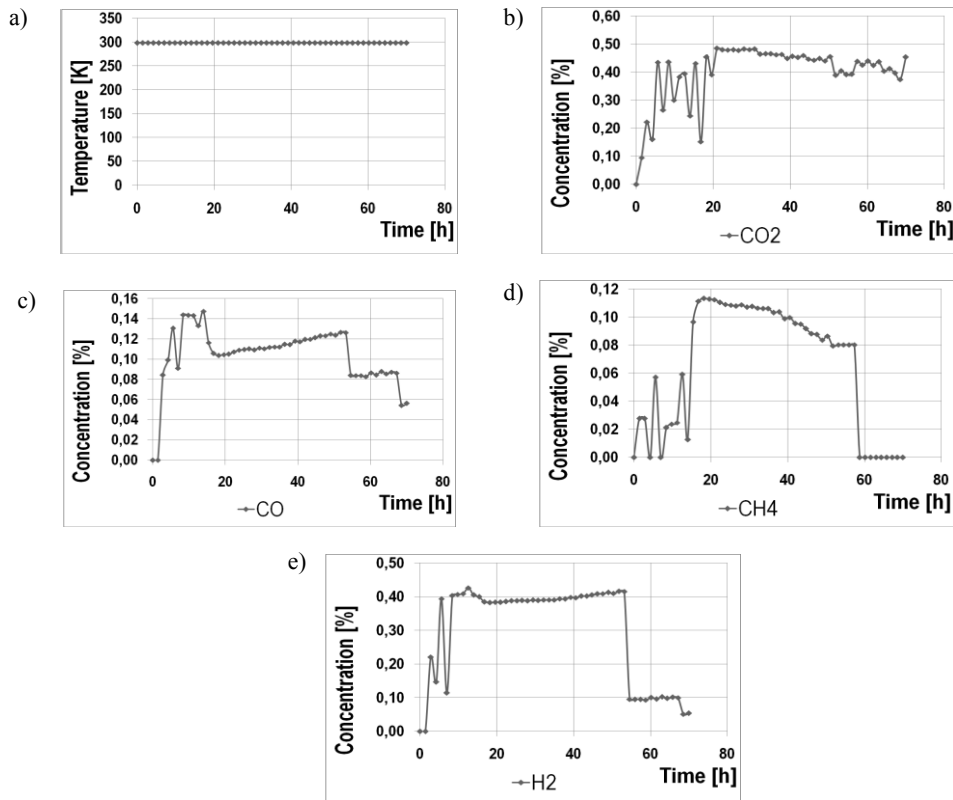 a)
Temperature [K]
350
300
250
200
150
100
50
0
0 20 40 60 80
Time [h]
b)
Concentration [%]
0,60
0,50
0,40
0,30
0,20
0,10
0,00
0 20 40 60 80
Time [h]
CO2
c)
Concentration [%]
0,16
0,14
0,12
0,10
0,08
0,06
0,04
0,02
0,00
0 20 40 60 80
Time [h]
CO
d)
Concentration [%]
0,12
0,10
0,08
0,06
0,04
0,02
0,00
0 20 40 60 80
Time [h]
CH4
e)
Concentration [%]
0,50
0,40
0,30
0,20
0,10
0,00
0 20 40 60 80
Time [h]
H2